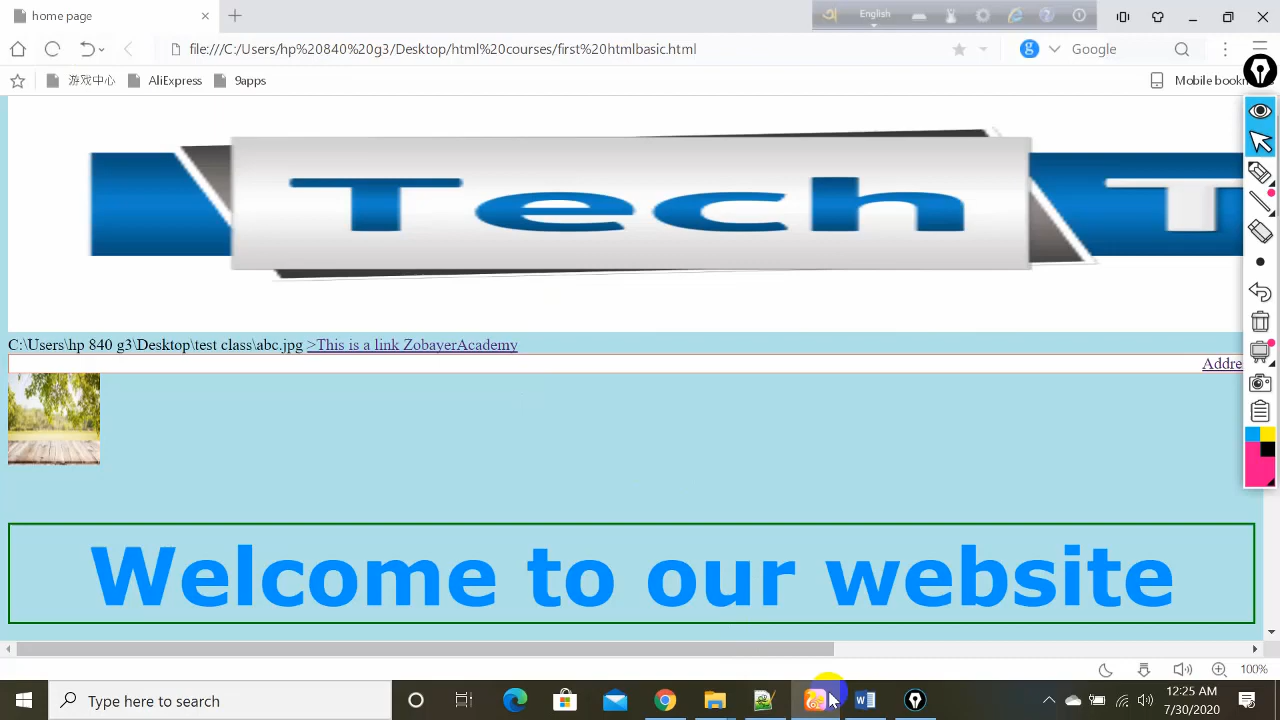 home page
English
file:///C:/Users/hp%20840%20g3/Desktop/html%20courses/first%20htmlbasic.html
Google
游戏中心 AliExpress 9apps
Mobile bookm
Tech T
C:\Users\hp 840 g3\Desktop\test class\abc.jpg >This is a link ZobayerAcademy
Addre
Welcome to our website
100%
Type here to search
12:25 AM
7/30/2020